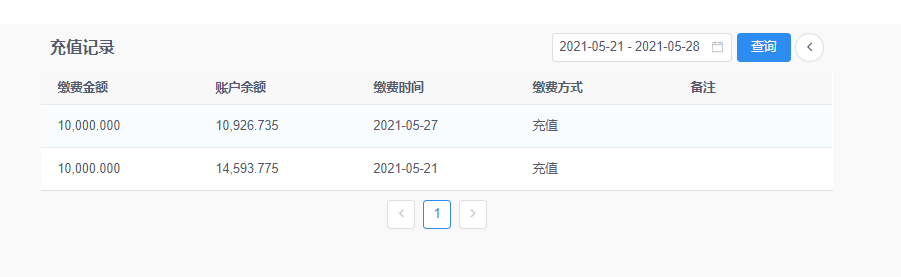 充值记录 2021-05-21 - 2021-05-28 查询
缴费金额 账户余额 缴费时间 缴费方式 备注
10,000.000 10,926.735 2021-05-27 充值
10,000.000 14,593.775 2021-05-21 充值
1